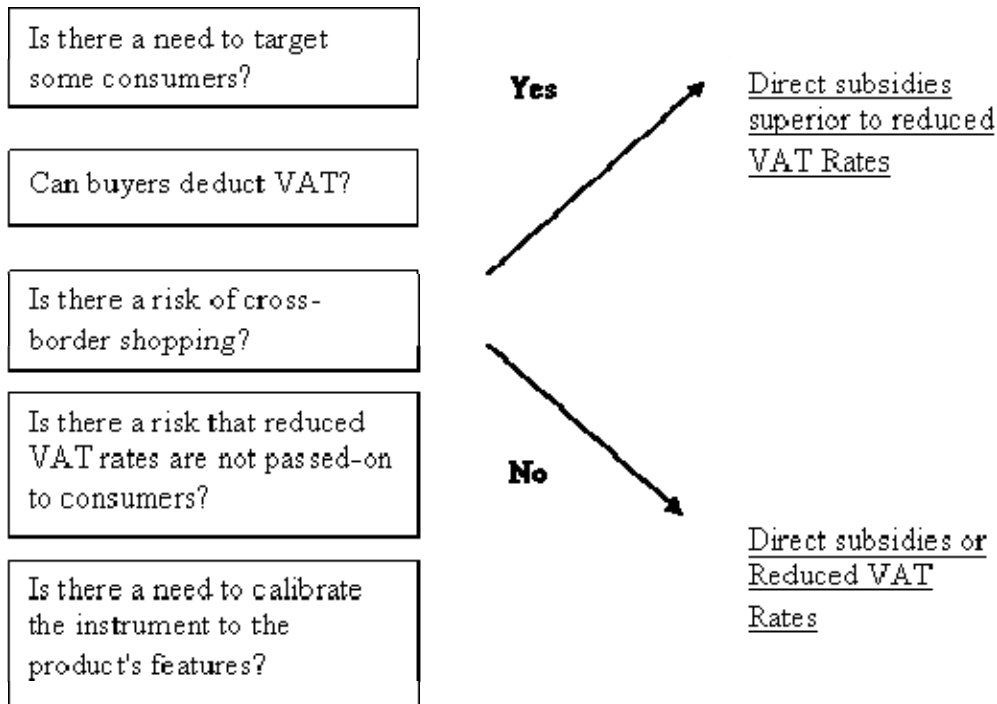 Is there a need to target
some consumers?
Can buyers deduct VAT?
Is there a risk of cross-
border shopping?
Is there a risk that reduced
VAT rates are not passed-on
to consumers?
Is there a need to calibrate
the instrument to the
product's features?
Yes
No
Direct subsidies
superior to reduced
VAT Rates
Direct subsidies or
Reduced VAT
Rates